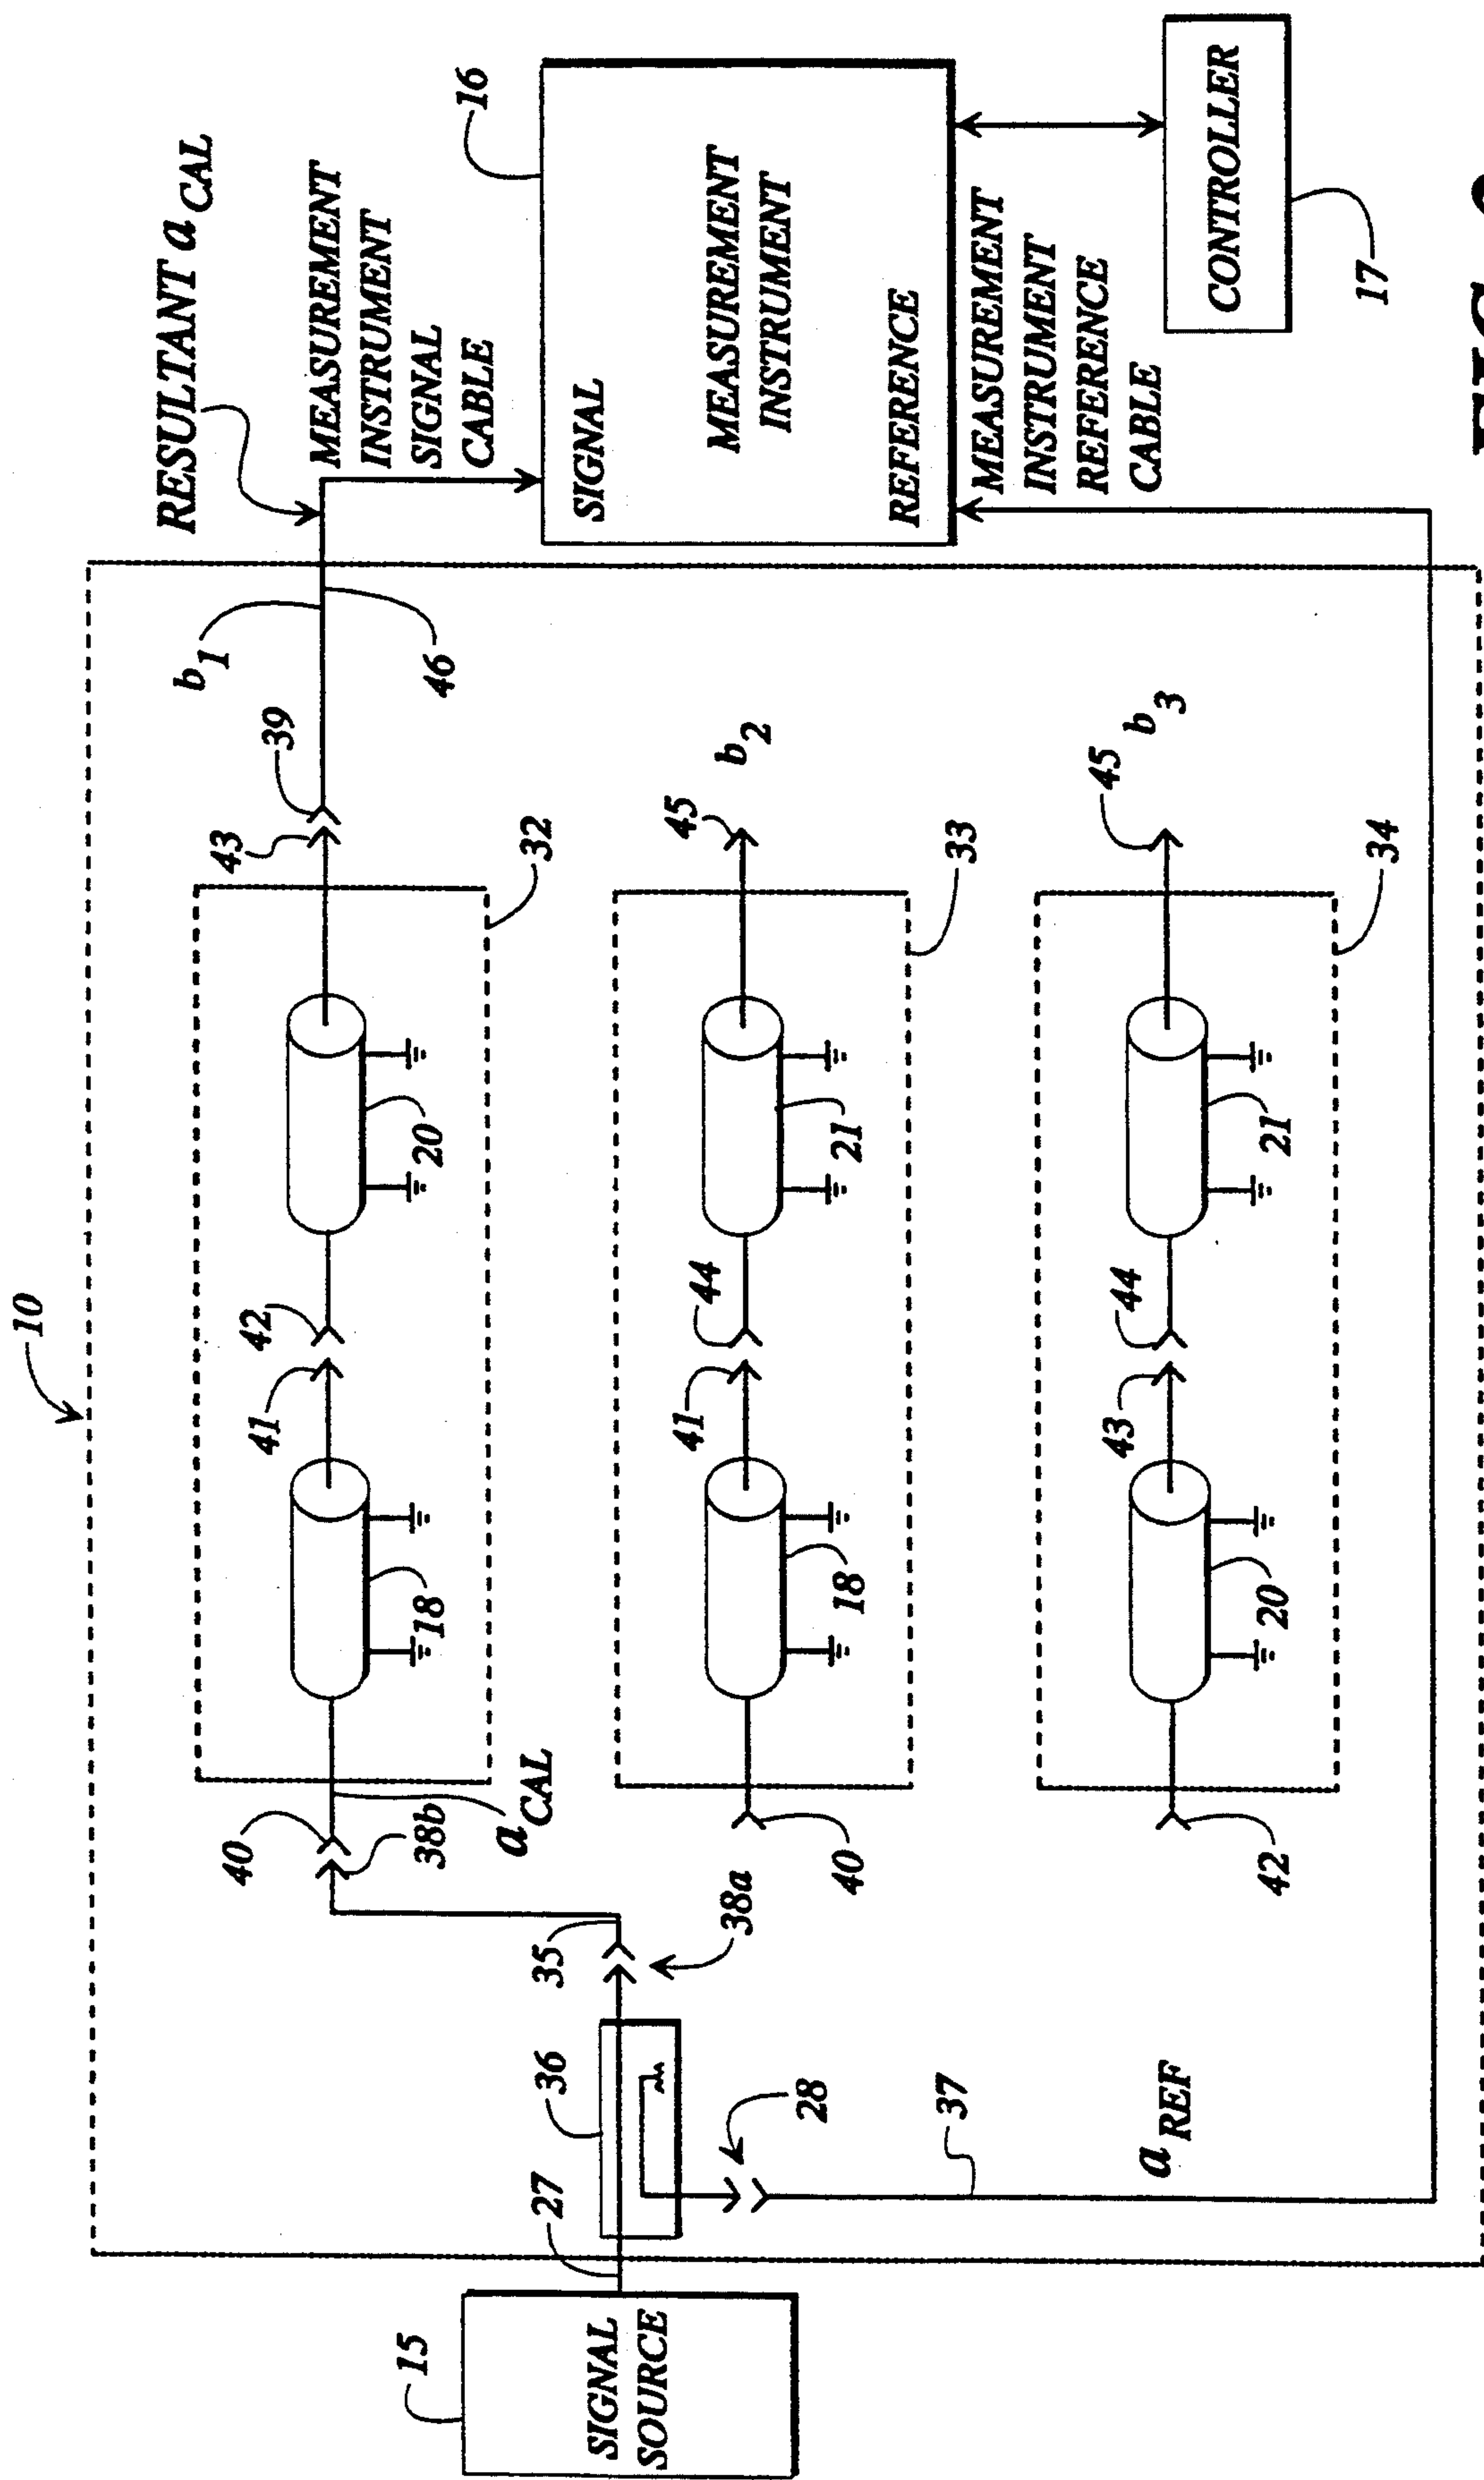 10
RESULTANT a CAL
MEASUREMENT
INSTRUMENT
SIGNAL
CABLE
16
SIGNAL
MEASUREMENT
INSTRUMENT
REFERENCE
MEASUREMENT
INSTRUMENT
REFERENCE
CABLE
CONTROLLER
17
b1
46
39
43
32
20
42
41
18
40
38b
a CAL
b2
45
33
21
44
41
18
40
b3
45
34
21
44
43
20
42
35
38a
36
28
27
37
a REF
15
SIGNAL
SOURCE